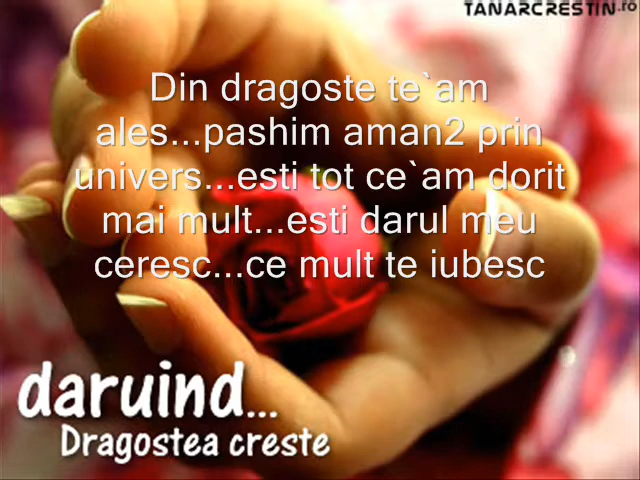 TANARCRESTIN.ro
Din dragoste te`am
ales...pashim aman2 prin
univers...esti tot ce`am dorit
mai mult...esti darul meu
ceresc...ce mult te iubesc
daruind...
Dragostea creste